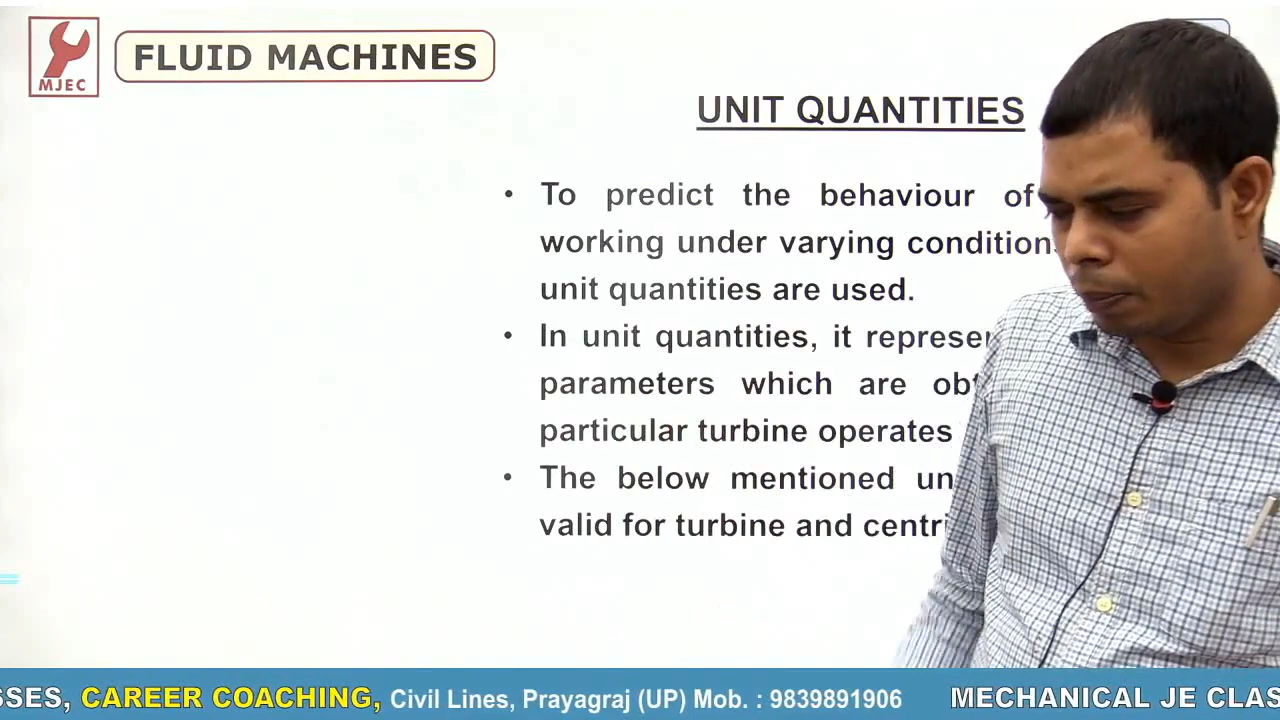 MJEC
FLUID MACHINES
UNIT QUANTITIES
• To predict the behaviour of
working under varying condition
unit quantities are used.
• In unit quantities, it represe
parameters which are ob
particular turbine operates
• The below mentioned un
valid for turbine and centri
SSES, CAREER COACHING, Civil Lines, Prayagraj (UP) Mob. : 9839891906 MECHANICAL JE CLAS